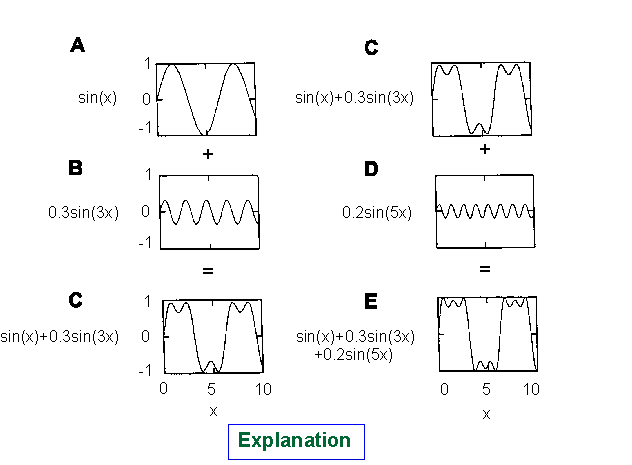 A
1
sin(x)
0
-1
+
B
1
0.3sin(3x)
0
-1
=
C
1
sin(x)+0.3sin(3x)
0
-1
0 5 10
x
C
sin(x)+0.3sin(3x)
+
D
0.2sin(5x)
=
E
sin(x)+0.3sin(3x)
+0.2sin(5x)
0 5 10
x
Explanation